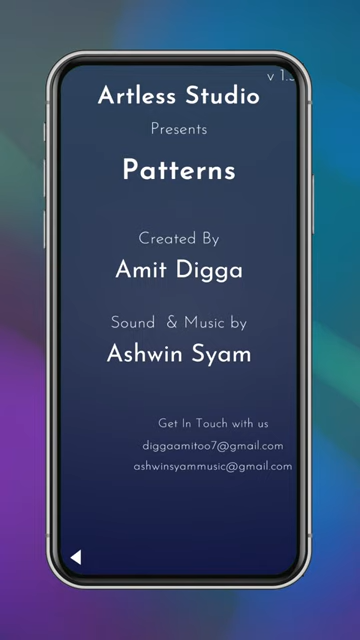 v 1.
Artless Studio
Presents
Patterns
Created By
Amit Digga
Sound & Music by
Ashwin Syam
Get In Touch with us
diggaamitoo7@gmail.com
ashwinsyammusic@gmail.com